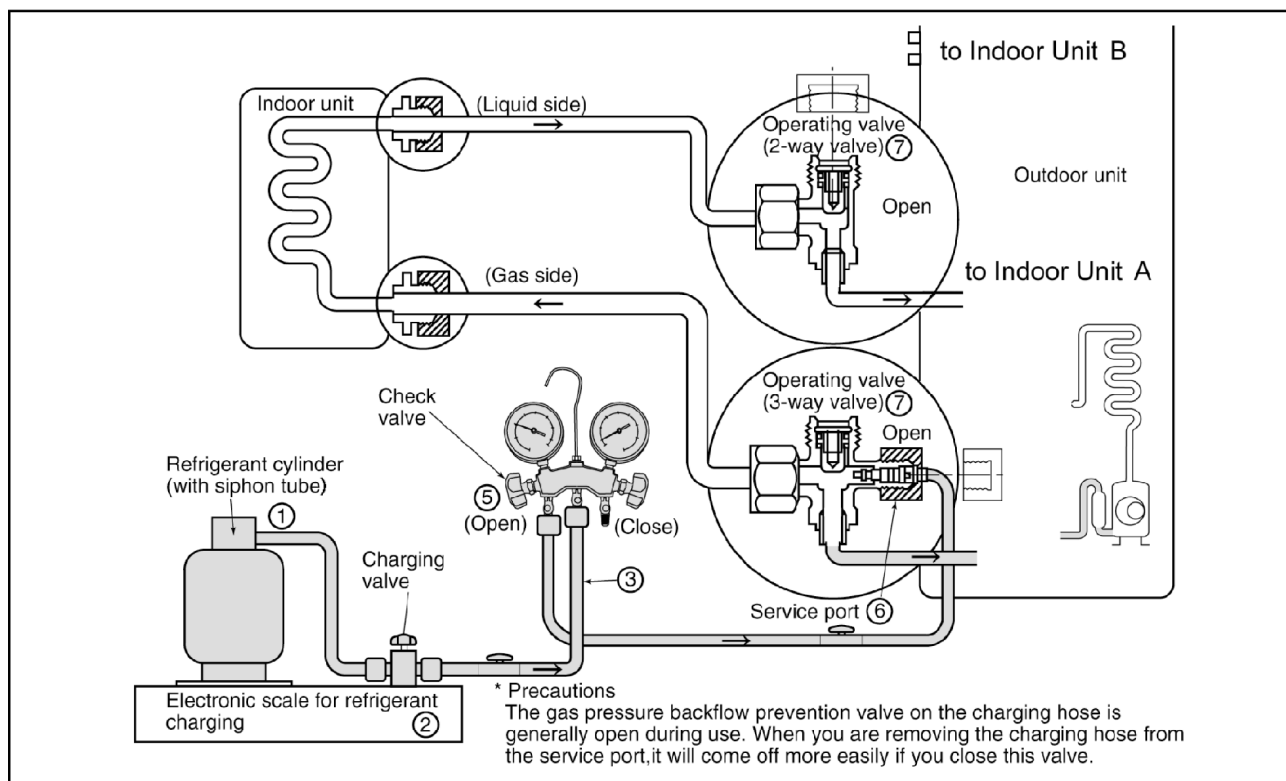 to Indoor Unit B
Indoor unit
(Liquid side)
Operating valve
(2-way valve) ⑦
Open
Outdoor unit
to Indoor Unit A
(Gas side)
Operating valve
(3-way valve) ⑦
Open
Check
valve
Refrigerant cylinder
(with siphon tube)
①
⑤
(Open)
(Close)
Charging
valve
③
Service port ⑥
Electronic scale for refrigerant
charging ②
* Precautions
The gas pressure backflow prevention valve on the charging hose is
generally open during use. When you are removing the charging hose from
the service port,it will come off more easily if you close this valve.